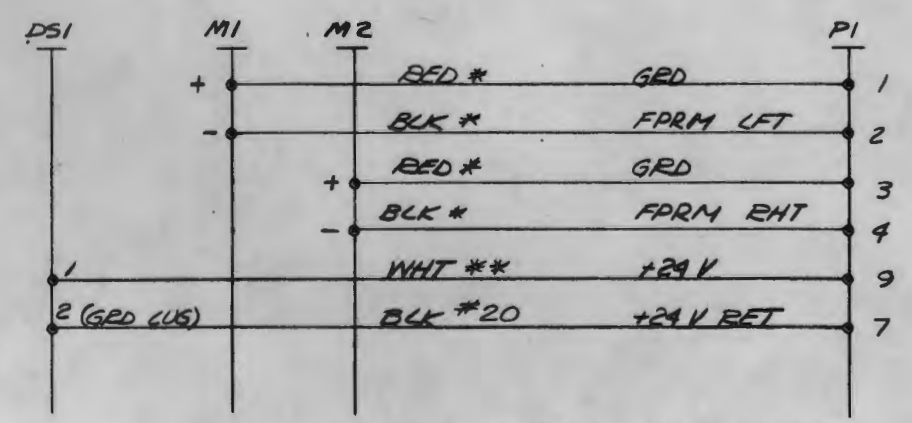 DS1 M1 M2 P1
+ RED * GRD 1
- BLK * FPRM LFT 2
+ RED * GRD 3
- BLK * FPRM RHT 4
1 WHT ** +24 V 9
2 (GRD LUG) BLK #20 +24 V RET 7